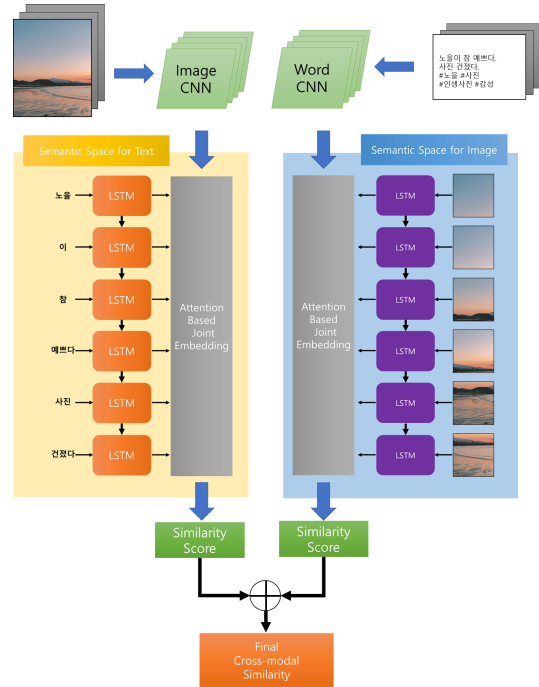 Image
CNN
Word
CNN
노을이 참 예쁘다.
사진 건졌다.
#노을 #사진
#인생사진 #감성
Semantic Space for Text
노을
LSTM
이
LSTM
참
LSTM
예쁘다
LSTM
사진
LSTM
건졌다
LSTM
Attention
Based
Joint
Embedding
Semantic Space for Image
Attention
Based
Joint
Embedding
LSTM
LSTM
LSTM
LSTM
LSTM
LSTM
Similarity
Score
Similarity
Score
Final
Cross-modal
Similarity